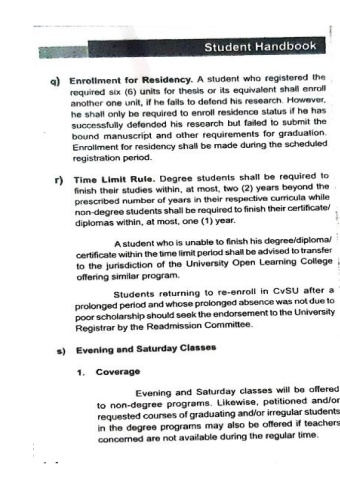 Student Handbook
q) Enrollment for Residency. A student who registered the
required six (6) units for thesis or its equivalent shall enroll
another one unit, if he fails to defend his research. However,
he shall only be required to enroll residence status if he has
successfully defended his research but failed to submit the
bound manuscript and other requirements for graduation.
Enrollment for residency shall be made during the scheduled
registration period.
r) Time Limit Rule. Degree students shall be required to
finish their studies within, at most, two (2) years beyond the
prescribed number of years in their respective curricula while
non-degree students shall be required to finish their certificate/
diplomas within, at most, one (1) year.
A student who is unable to finish his degree/diploma/
certificate within the time limit period shall be advised to transfer
to the jurisdiction of the University Open Learning College
offering similar program.
Students returning to re-enroll in CvSU after a
prolonged period and whose prolonged absence was not due to
poor scholarship should seek the endorsement to the University
Registrar by the Readmission Committee.
s) Evening and Saturday Classes
1. Coverage
Evening and Saturday classes will be offered
to non-degree programs. Likewise, petitioned and/or
requested courses of graduating and/or irregular students
in the degree programs may also be offered if teachers
concerned are not available during the regular time.